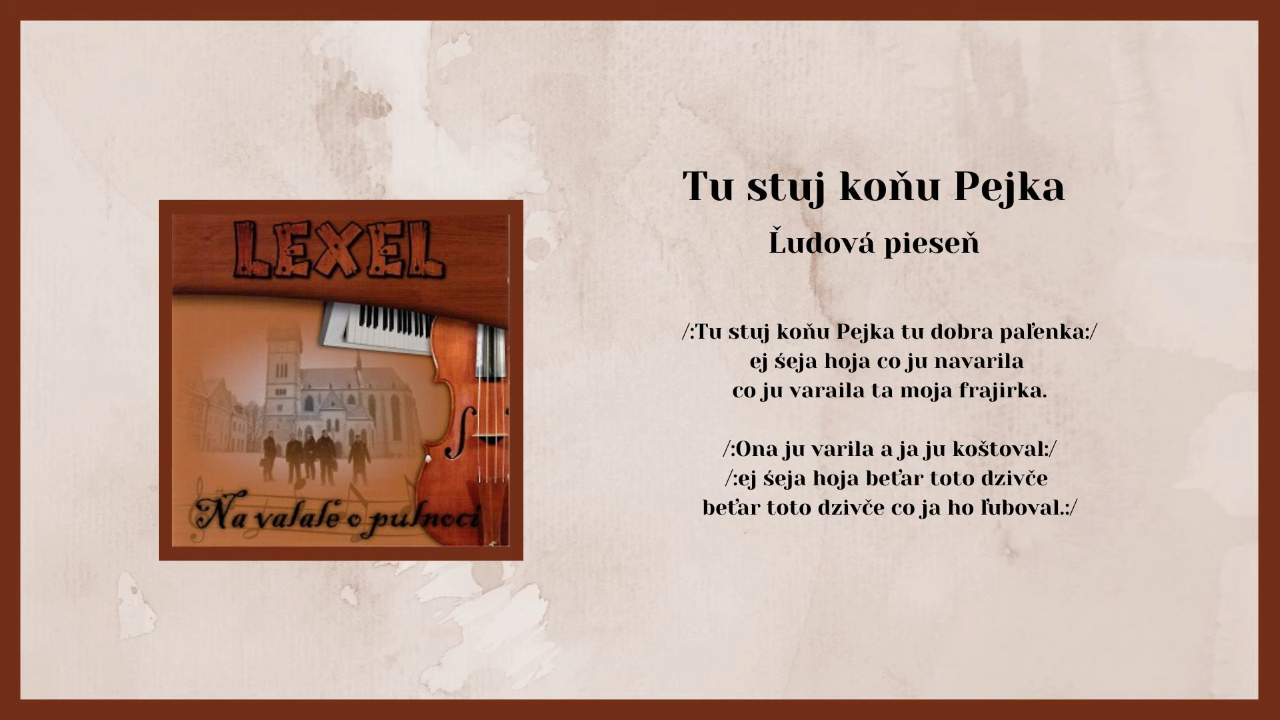 LEXEL
Na valale o pulnoci
Tu stuj koňu Pejka
Ľudová pieseň
/:Tu stuj koňu Pejka tu dobra paľenka:/
ej śeja hoja co ju navarila
co ju varaila ta moja frajirka.
/:Ona ju varila a ja ju koštoval:/
/:ej śeja hoja beťar toto dzivče
beťar toto dzivče co ja ho ľuboval.:/